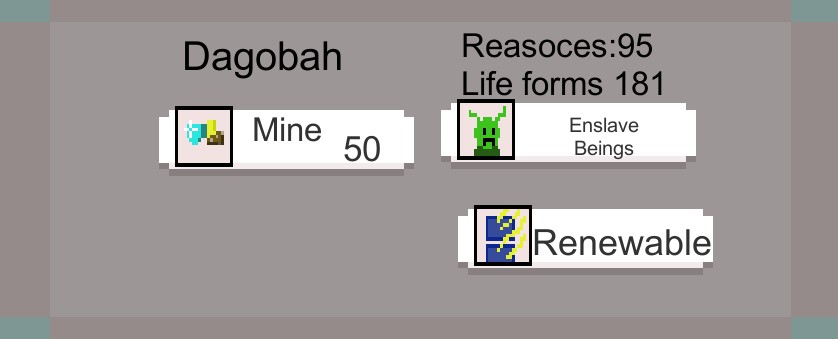 Dagobah
Reasoces:95
Life forms 181
Mine
50
Enslave
Beings
Renewable